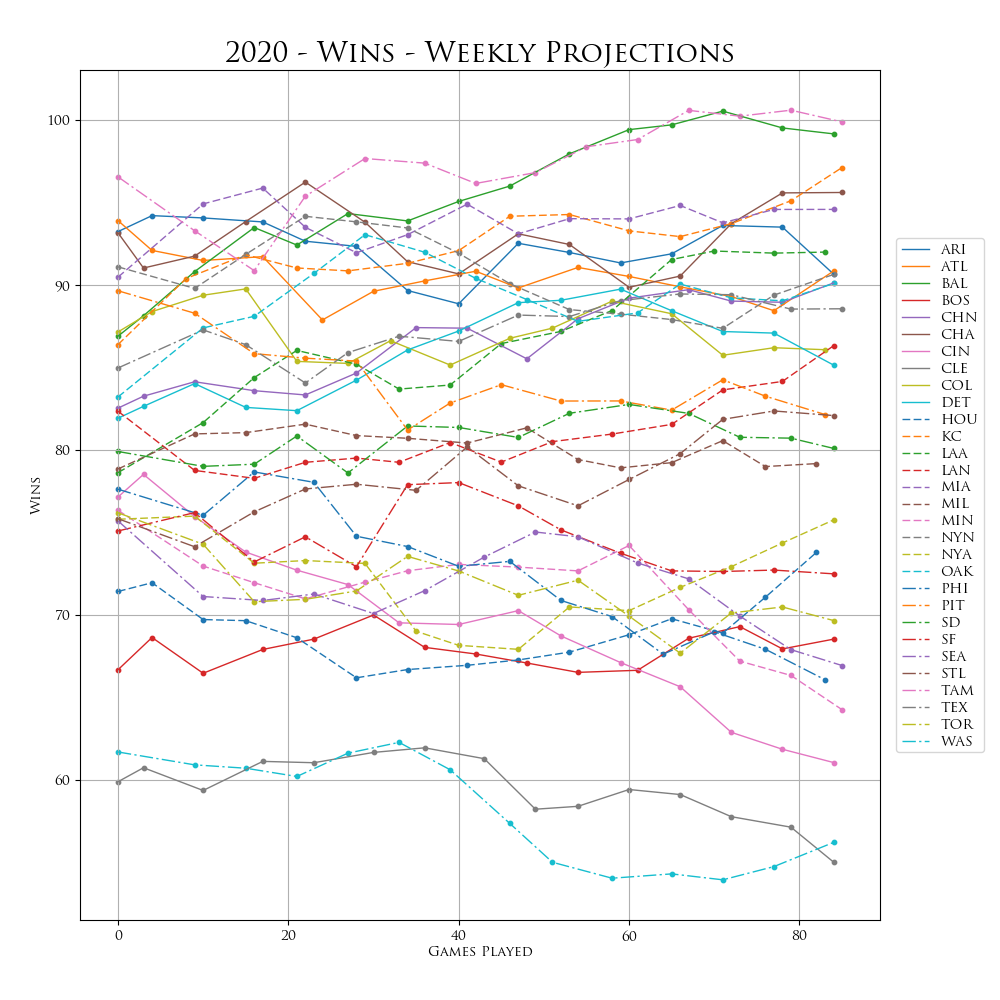 2020 - Wins - Weekly Projections
100
90
80
70
60
Wins
0 20 40 60 80
Games Played
ARI
ATL
BAL
BOS
CHN
CHA
CIN
CLE
COL
DET
HOU
KC
LAA
LAN
MIA
MIL
MIN
NYN
NYA
OAK
PHI
PIT
SD
SF
SEA
STL
TAM
TEX
TOR
WAS